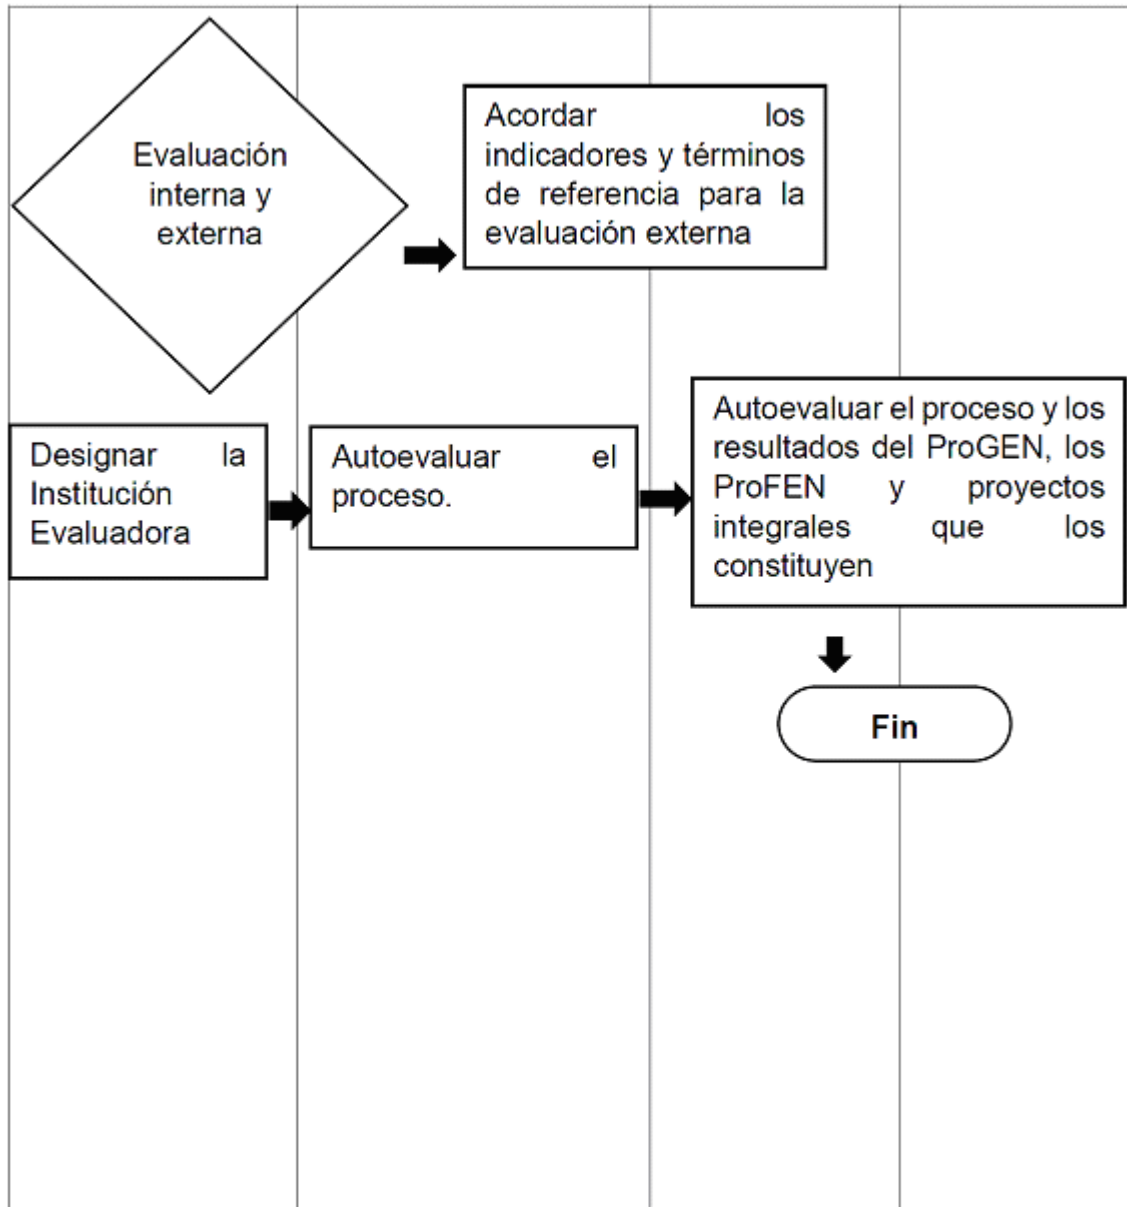 Evaluación
interna y
externa
Acordar los
indicadores y términos
de referencia para la
evaluación externa
Designar la
Institución
Evaluadora
Autoevaluar el
proceso.
Autoevaluar el proceso y los
resultados del ProGEN, los
ProFEN y proyectos
integrales que los
constituyen
Fin